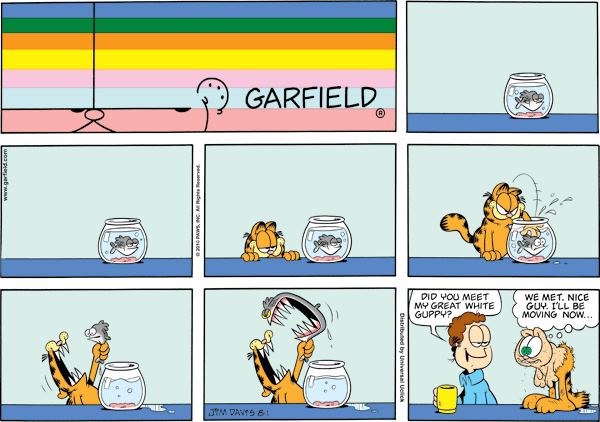 GARFIELD
®
www.garfield.com
© 2010 PAWS, INC. All Rights Reserved.
JIM DAVIS 8-1
Distributed by Universal Uclick
DID YOU MEET
MY GREAT WHITE
GUPPY?
WE MET. NICE
GUY. I'LL BE
MOVING NOW...